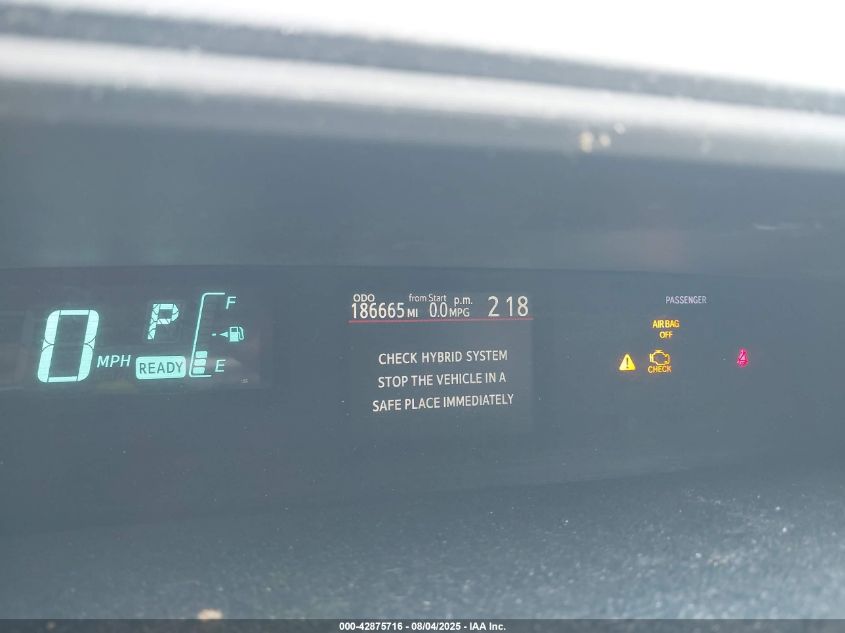 0 MPH
P
READY
F
E
ODO
186665 MI
from Start
0.0 MPG
p.m.
2 18
CHECK HYBRID SYSTEM
STOP THE VEHICLE IN A
SAFE PLACE IMMEDIATELY
PASSENGER
AIR BAG
OFF
CHECK
000-42875716 - 08/04/2025 - IAA Inc.